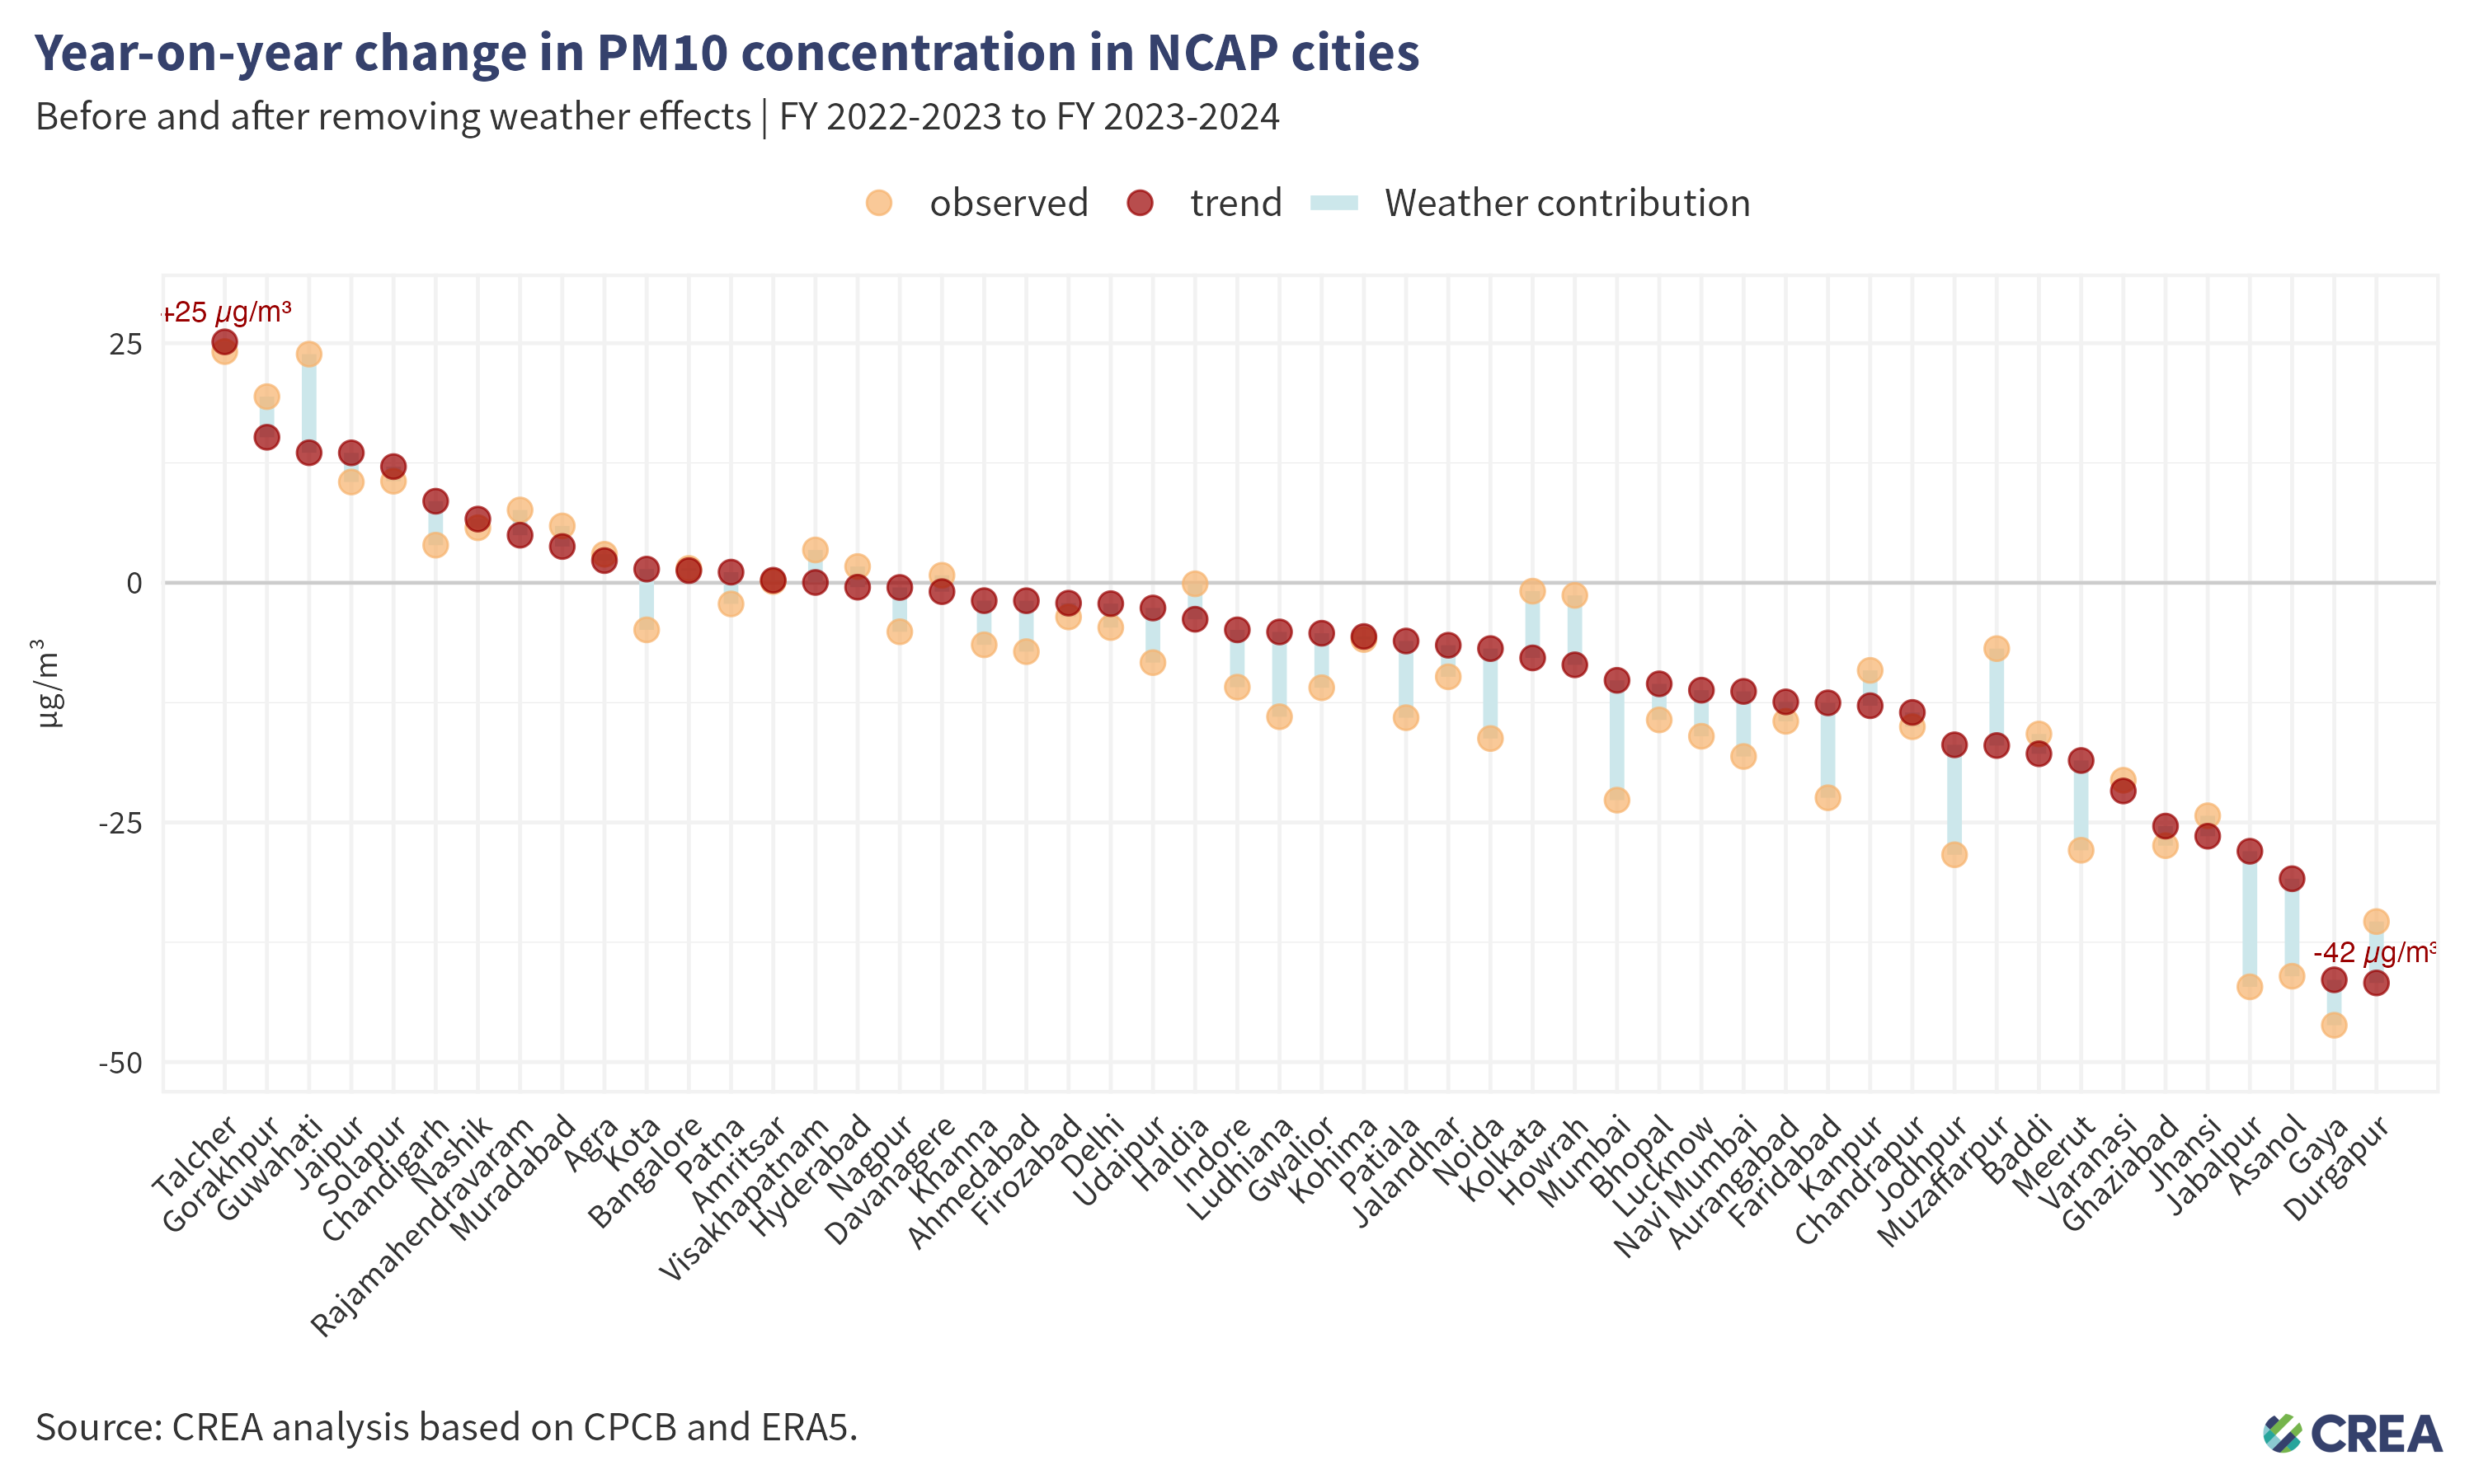 Year-on-year change in PM10 concentration in NCAP cities
Before and after removing weather effects | FY 2022-2023 to FY 2023-2024
observed trend Weather contribution
+25 µg/m³
25
0
-25
-50
µg/m³
-42 µg/m³
Talcher
Gorakhpur
Guwahati
Jaipur
Solapur
Chandigarh
Nashik
Rajamahendravaram
Muradabad
Agra
Kota
Bangalore
Patna
Amritsar
Visakhapatnam
Hyderabad
Nagpur
Davanagere
Khanna
Ahmedabad
Firozabad
Delhi
Udaipur
Haldia
Indore
Ludhiana
Gwalior
Kohima
Patiala
Jalandhar
Noida
Kolkata
Howrah
Mumbai
Bhopal
Lucknow
Navi Mumbai
Aurangabad
Faridabad
Kanpur
Chandrapur
Jodhpur
Muzaffarpur
Baddi
Meerut
Varanasi
Ghaziabad
Jhansi
Jabalpur
Asanol
Gaya
Durgapur
Source: CREA analysis based on CPCB and ERA5.
CREA